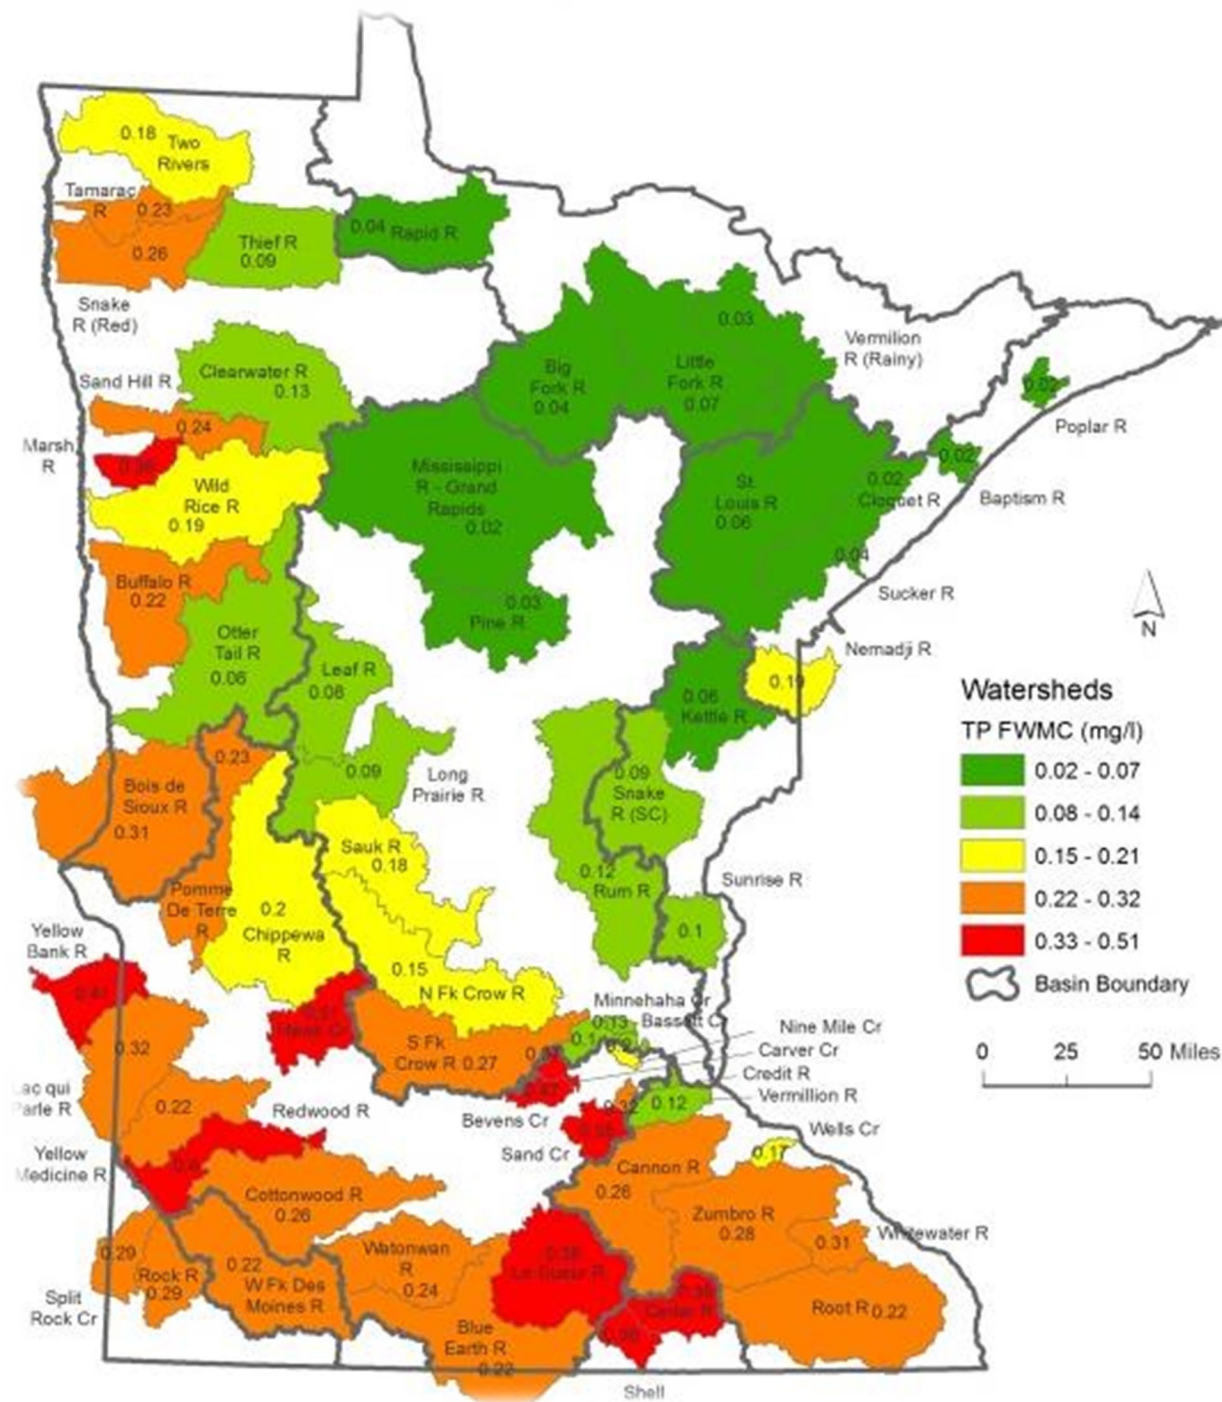 0.18
Two
Rivers
Tamarac
R
0.23
0.26
Thief R
0.09
0.04 Rapid R
Snake
R (Red)
0.03
Vermilion
R (Rainy)
Big
Fork R
0.04
Little
Fork R
0.07
0.02
Poplar R
Clearwater R
0.13
Sand Hill R
0.24
Marsh
R
Wild
Rice R
0.19
Mississippi
R - Grand
Rapids
0.02
St.
Louis R
0.06
0.02
Cloquet R
0.02
Baptism R
0.04
Sucker R
Buffalo R
0.22
0.03
Pine R
N
Otter
Tail R
0.08
Leaf R
0.08
Nemadji R
0.19
0.06
Kettle R
Watersheds
TP FWMC (mg/l)
0.02 - 0.07
0.08 - 0.14
0.15 - 0.21
0.22 - 0.32
0.33 - 0.51
Basin Boundary
0 25 50 Miles
0.23
0.09
Long
Prairie R
0.09
Snake
R (SC)
Bois de
Sioux R
0.31
Sauk R
0.18
0.12
Rum R
Sunrise R
0.1
Pomme
De Terre
R
0.2
Chippewa
R
Yellow
Bank R
0.15
N Fk Crow R
Minnehaha Cr
0.13
Bassett Cr
Nine Mile Cr
Carver Cr
Credit R
Vermillion R
Hawk Cr
S Fk
Crow R 0.27
0.32
Lac qui
Parle R
0.22
Redwood R
Bevens Cr
0.32
0.12
Wells Cr
0.17
Sand Cr
Yellow
Medicine R
Cottonwood R
0.26
Cannon R
0.26
Zumbro R
0.28
Whitewater R
0.31
0.29
Rock R
0.29
0.22
W Fk Des
Moines R
Watonwan
R
0.24
Le Sueur R
Split
Rock Cr
Blue
Earth R
0.22
Cedar R
Root R 0.22
Shell